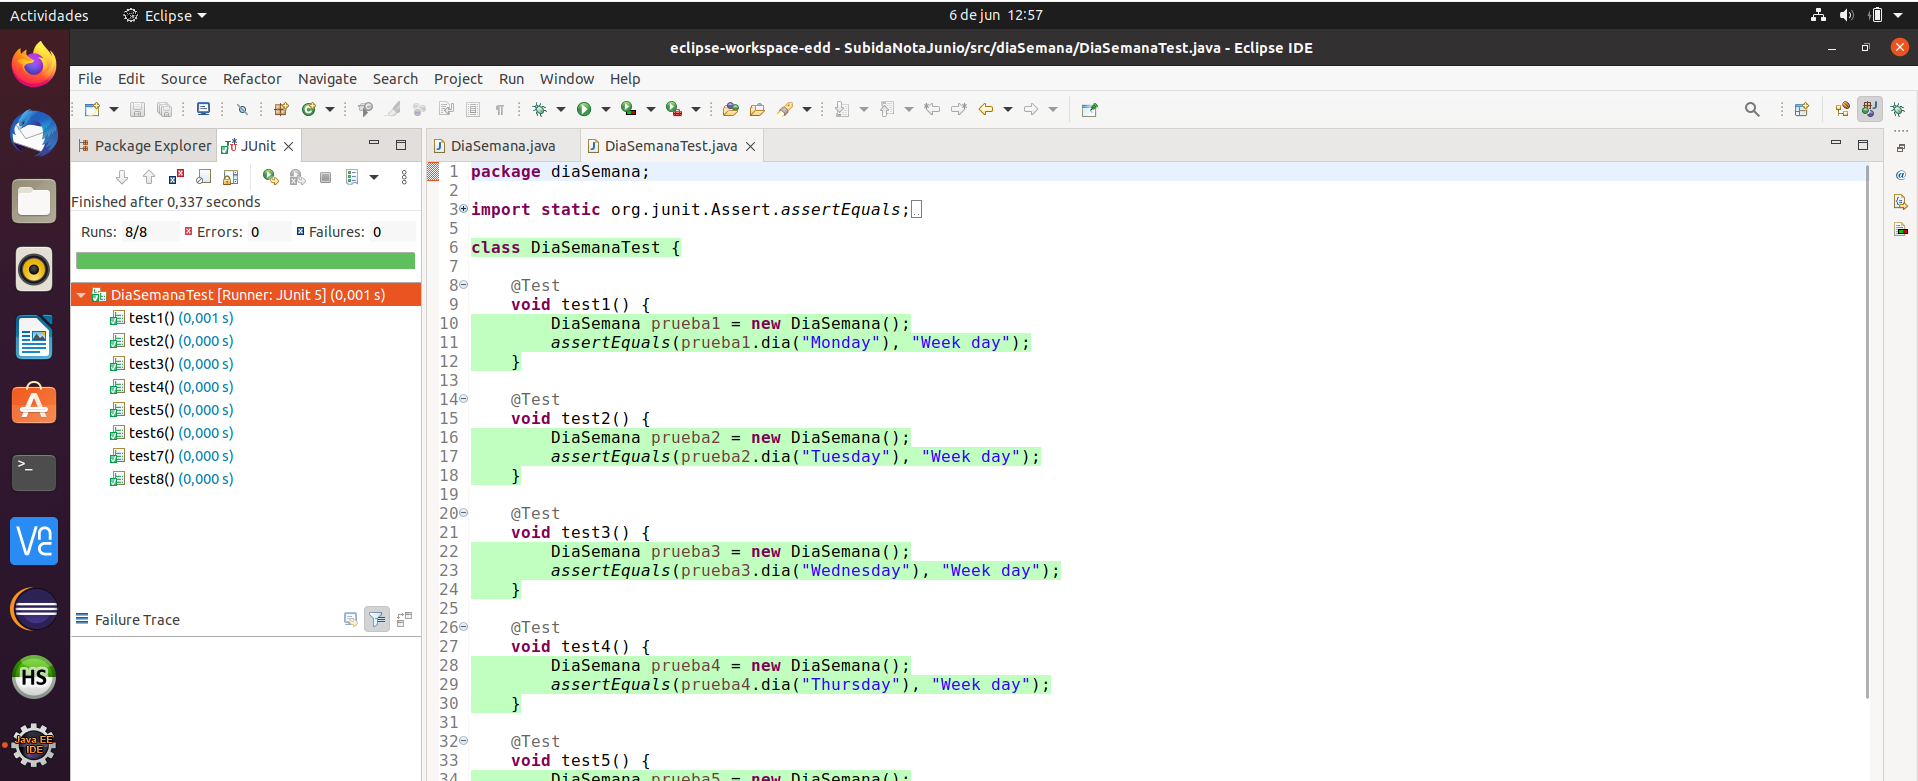 Actividades Eclipse 6 de jun 12:57
eclipse-workspace-edd - SubidaNotaJunio/src/diaSemana/DiaSemanaTest.java - Eclipse IDE
File Edit Source Refactor Navigate Search Project Run Window Help
Package Explorer JUnit
Finished after 0,337 seconds
Runs: 8/8 Errors: 0 Failures: 0
DiaSemanaTest [Runner: JUnit 5] (0,001 s)
test1() (0,001 s)
test2() (0,000 s)
test3() (0,000 s)
test4() (0,000 s)
test5() (0,000 s)
test6() (0,000 s)
test7() (0,000 s)
test8() (0,000 s)
Failure Trace
DiaSemana.java DiaSemanaTest.java
1 package diaSemana;
2
3 import static org.junit.Assert.assertEquals;
5
6 class DiaSemanaTest {
7
8 @Test
9 void test1() {
10 DiaSemana prueba1 = new DiaSemana();
11 assertEquals(prueba1.dia("Monday"), "Week day");
12 }
13
14 @Test
15 void test2() {
16 DiaSemana prueba2 = new DiaSemana();
17 assertEquals(prueba2.dia("Tuesday"), "Week day");
18 }
19
20 @Test
21 void test3() {
22 DiaSemana prueba3 = new DiaSemana();
23 assertEquals(prueba3.dia("Wednesday"), "Week day");
24 }
25
26 @Test
27 void test4() {
28 DiaSemana prueba4 = new DiaSemana();
29 assertEquals(prueba4.dia("Thursday"), "Week day");
30 }
31
32 @Test
33 void test5() {
34 DiaSemana prueba5 = new DiaSemana();
>_
VNC
HS
Java EE
IDE